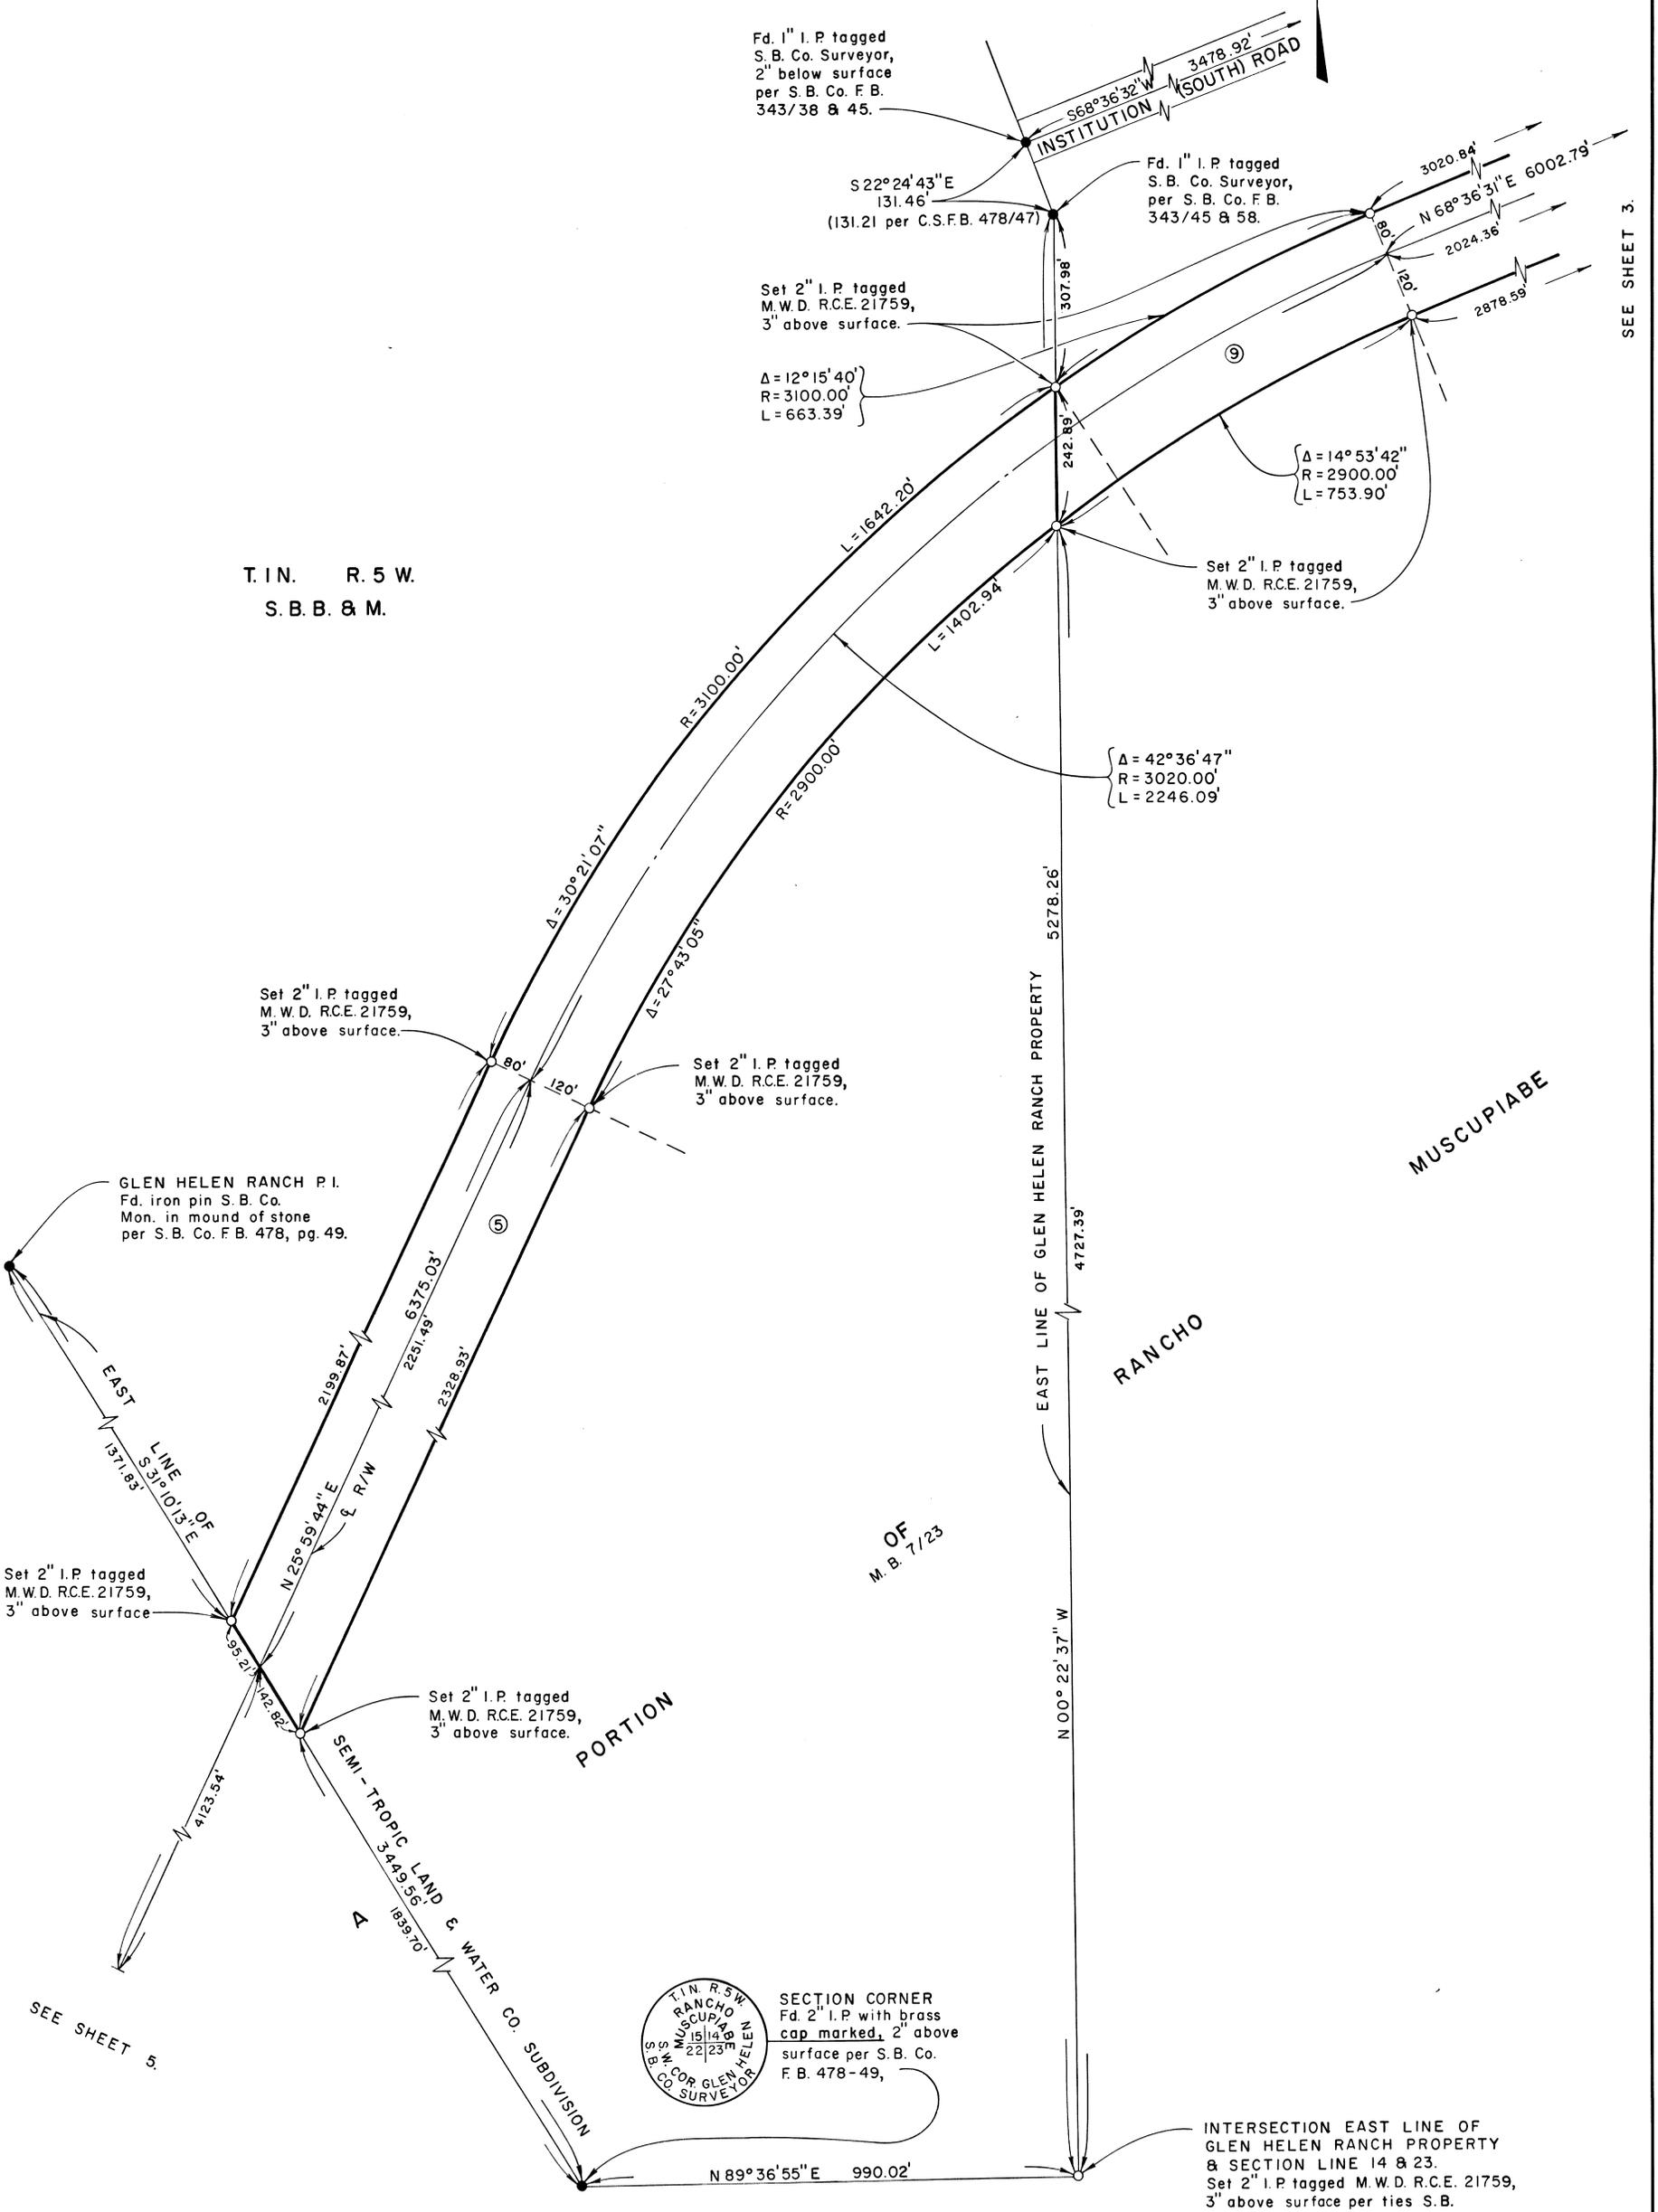 Fd. 1" I. P. tagged
S. B. Co. Surveyor,
2" below surface
per S. B. Co. F. B.
343/38 & 45.
3478.92'
S68°36'32"W
INSTITUTION (SOUTH) ROAD
S 22°24'43"E
131.46'
(131.21 per C.S.F.B. 478/47)
Fd. 1" I. P. tagged
S. B. Co. Surveyor,
per S. B. Co. F. B.
343/45 & 58.
3020.84'
N 68°36'31" E 6002.79'
80'
2024.36'
120'
2878.59'
SEE SHEET 3.
307.98'
Set 2" I. P. tagged
M. W. D. R.C.E. 21759,
3" above surface.
⑨
Δ = 12°15'40"
R = 3100.00'
L = 663.39'
242.89'
Δ = 14°53'42"
R = 2900.00'
L = 753.90'
L = 1642.20'
Set 2" I. P. tagged
M. W. D. R.C.E. 21759,
3" above surface.
T. 1 N. R. 5 W.
S. B. B. & M.
L = 1402.94'
R = 3100.00'
R = 2900.00'
Δ = 42°36'47"
R = 3020.00'
L = 2246.09'
Δ = 30°21'07"
Δ = 27°43'05"
5278.26'
EAST LINE OF GLEN HELEN RANCH PROPERTY
Set 2" I. P. tagged
M. W. D. R.C.E. 21759,
3" above surface.
80'
120'
Set 2" I. P. tagged
M. W. D. R.C.E. 21759,
3" above surface.
MUSCUPIABE
GLEN HELEN RANCH P. I.
Fd. iron pin S. B. Co.
Mon. in mound of stone
per S. B. Co. F. B. 478, pg. 49.
⑤
4727.39'
6375.03'
2251.49'
2199.87'
2328.93'
RANCHO
EAST LINE OF
1371.83'
S 31°10'13" E
N 25°59'44" E
℄ R/W
OF
M. B. 7/23
Set 2" I. P. tagged
M. W. D. R.C.E. 21759,
3" above surface
95.21'
142.82'
N 00°22'37" W
Set 2" I. P. tagged
M. W. D. R.C.E. 21759,
3" above surface.
PORTION
4123.54'
SEMI-TROPIC LAND & WATER CO. SUBDIVISION
3449.56'
1839.70'
A
SEE SHEET 5.
T. 1 N. R. 5 W.
RANCHO
MUSCUPIABE
15 14
22 23
S. W. COR. GLEN HELEN
S. B. CO. SURVEYOR
SECTION CORNER
Fd. 2" I. P. with brass
cap marked, 2" above
surface per S. B. Co.
F. B. 478-49,
N 89°36'55" E 990.02'
INTERSECTION EAST LINE OF
GLEN HELEN RANCH PROPERTY
& SECTION LINE 14 & 23.
Set 2" I. P. tagged M. W. D. R.C.E. 21759,
3" above surface per ties S.B.